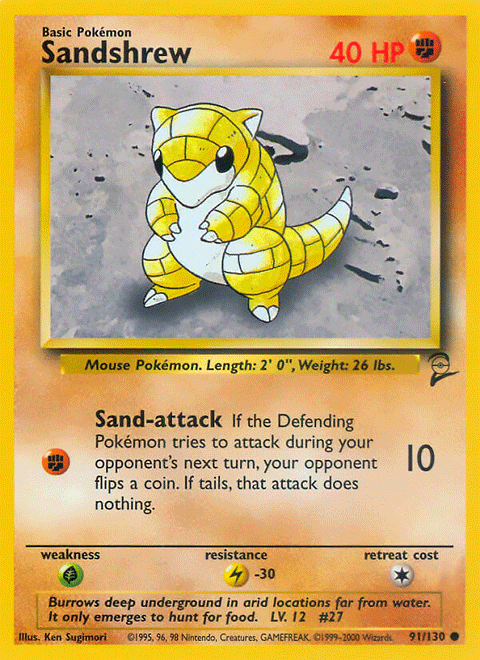 Basic Pokémon
Sandshrew
40 HP
Mouse Pokémon. Length: 2' 0", Weight: 26 lbs.
Sand-attack If the Defending
Pokémon tries to attack during your
opponent's next turn, your opponent
flips a coin. If tails, that attack does
nothing.
10
weakness
resistance
retreat cost
-30
Burrows deep underground in arid locations far from water.
It only emerges to hunt for food. LV. 12 #27
Illus. Ken Sugimori
©1995, 96, 98 Nintendo, Creatures, GAMEFREAK. ©1999-2000 Wizards.
91/130